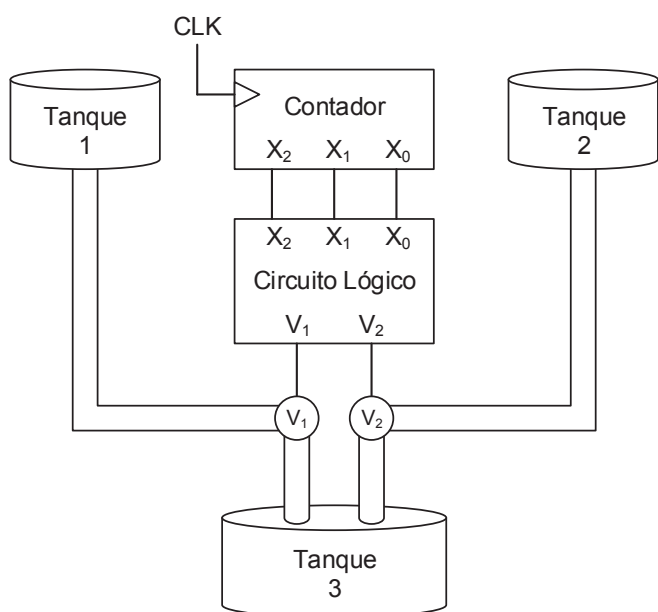 CLK
Tanque
1
Contador
X₂ X₁ X₀
Tanque
2
X₂ X₁ X₀
Circuito Lógico
V₁ V₂
V₁ V₂
Tanque
3